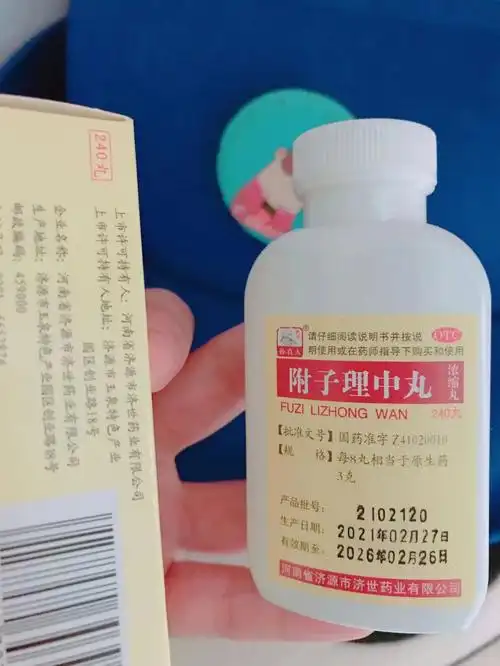 240丸
上市许可持有人：河南省济源市济世药业有限公司
上市许可持有人地址：济源市玉泉特色产业
园区创业路18号
企业名称：河南省济源市济世药业有限公司
生产地址：济源市玉泉特色产业园区创业路18号
邮政编码：459000
孙真人
请仔细阅读说明书并按说
明使用或在药师指导下购买和使用
OTC
附子理中丸
浓缩丸
FUZI LIZHONG WAN
240丸
【批准文号】国药准字Z41020010
【规 格】每8丸相当于原生药
3克
产品批号：2102120
生产日期：2021年02月27日
有效期至：2026年02月26日
河南省济源市济世药业有限公司